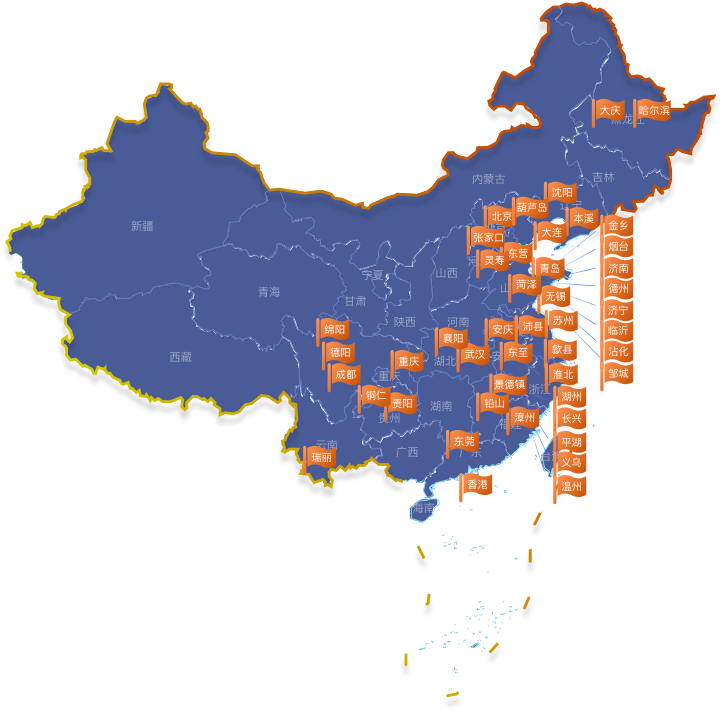 大庆
哈尔滨
黑龙江
吉林
内蒙古
沈阳
葫芦岛
北京
本溪
大连
张家口
东营
灵寿
金乡
烟台
济南
德州
济宁
临沂
沾化
邹城
青岛
菏泽
无锡
苏州
新疆
青海
甘肃
宁夏
山西
陕西
河南
西藏
绵阳
德阳
成都
重庆
重庆
襄阳
武汉
湖北
安庆
沛县
东至
歙县
淮北
景德镇
浙江
湖州
长兴
平湖
义乌
温州
铜仁
贵阳
贵州
湖南
铅山
漳州
福建
云南
瑞丽
广西
东莞
香港
海南